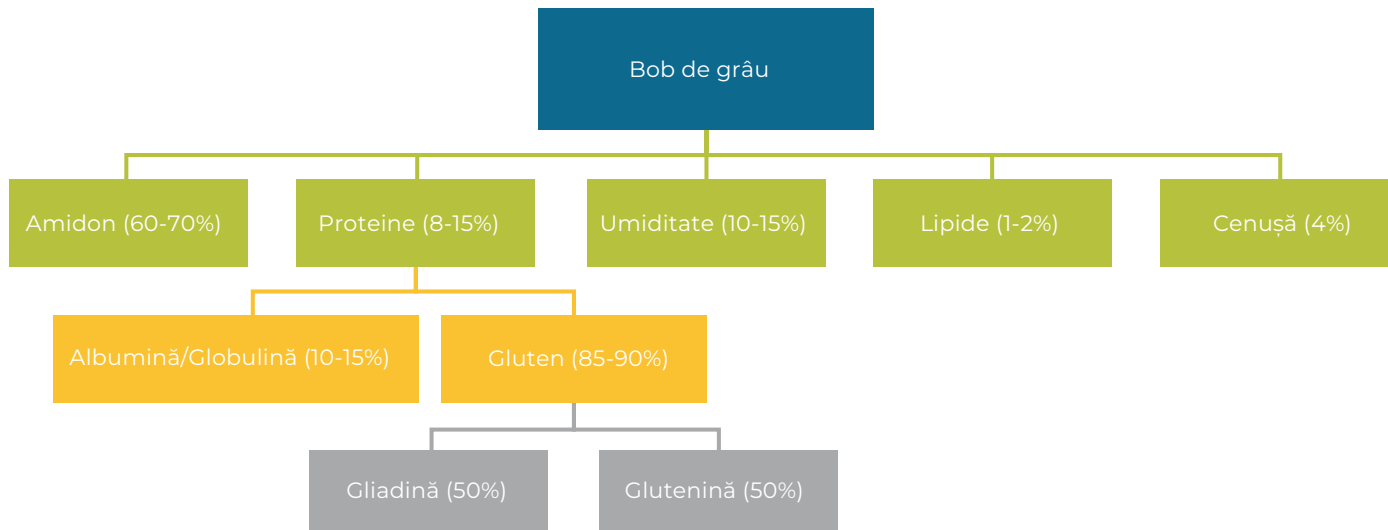 Bob de grâu
Amidon (60-70%)
Proteine (8-15%)
Umiditate (10-15%)
Lipide (1-2%)
Cenușă (4%)
Albumină/Globulină (10-15%)
Gluten (85-90%)
Gliadină (50%)
Glutenină (50%)